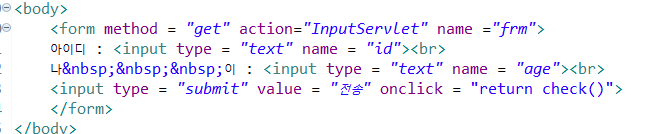 <body>
<form method = "get" action="InputServlet" name ="frm">
아이디 : <input type = "text" name = "id"><br>
나&nbsp;&nbsp;&nbsp;이 : <input type = "text" name = "age"><br>
<input type = "submit" value = "전송" onclick = "return check()">
</form>
</body>